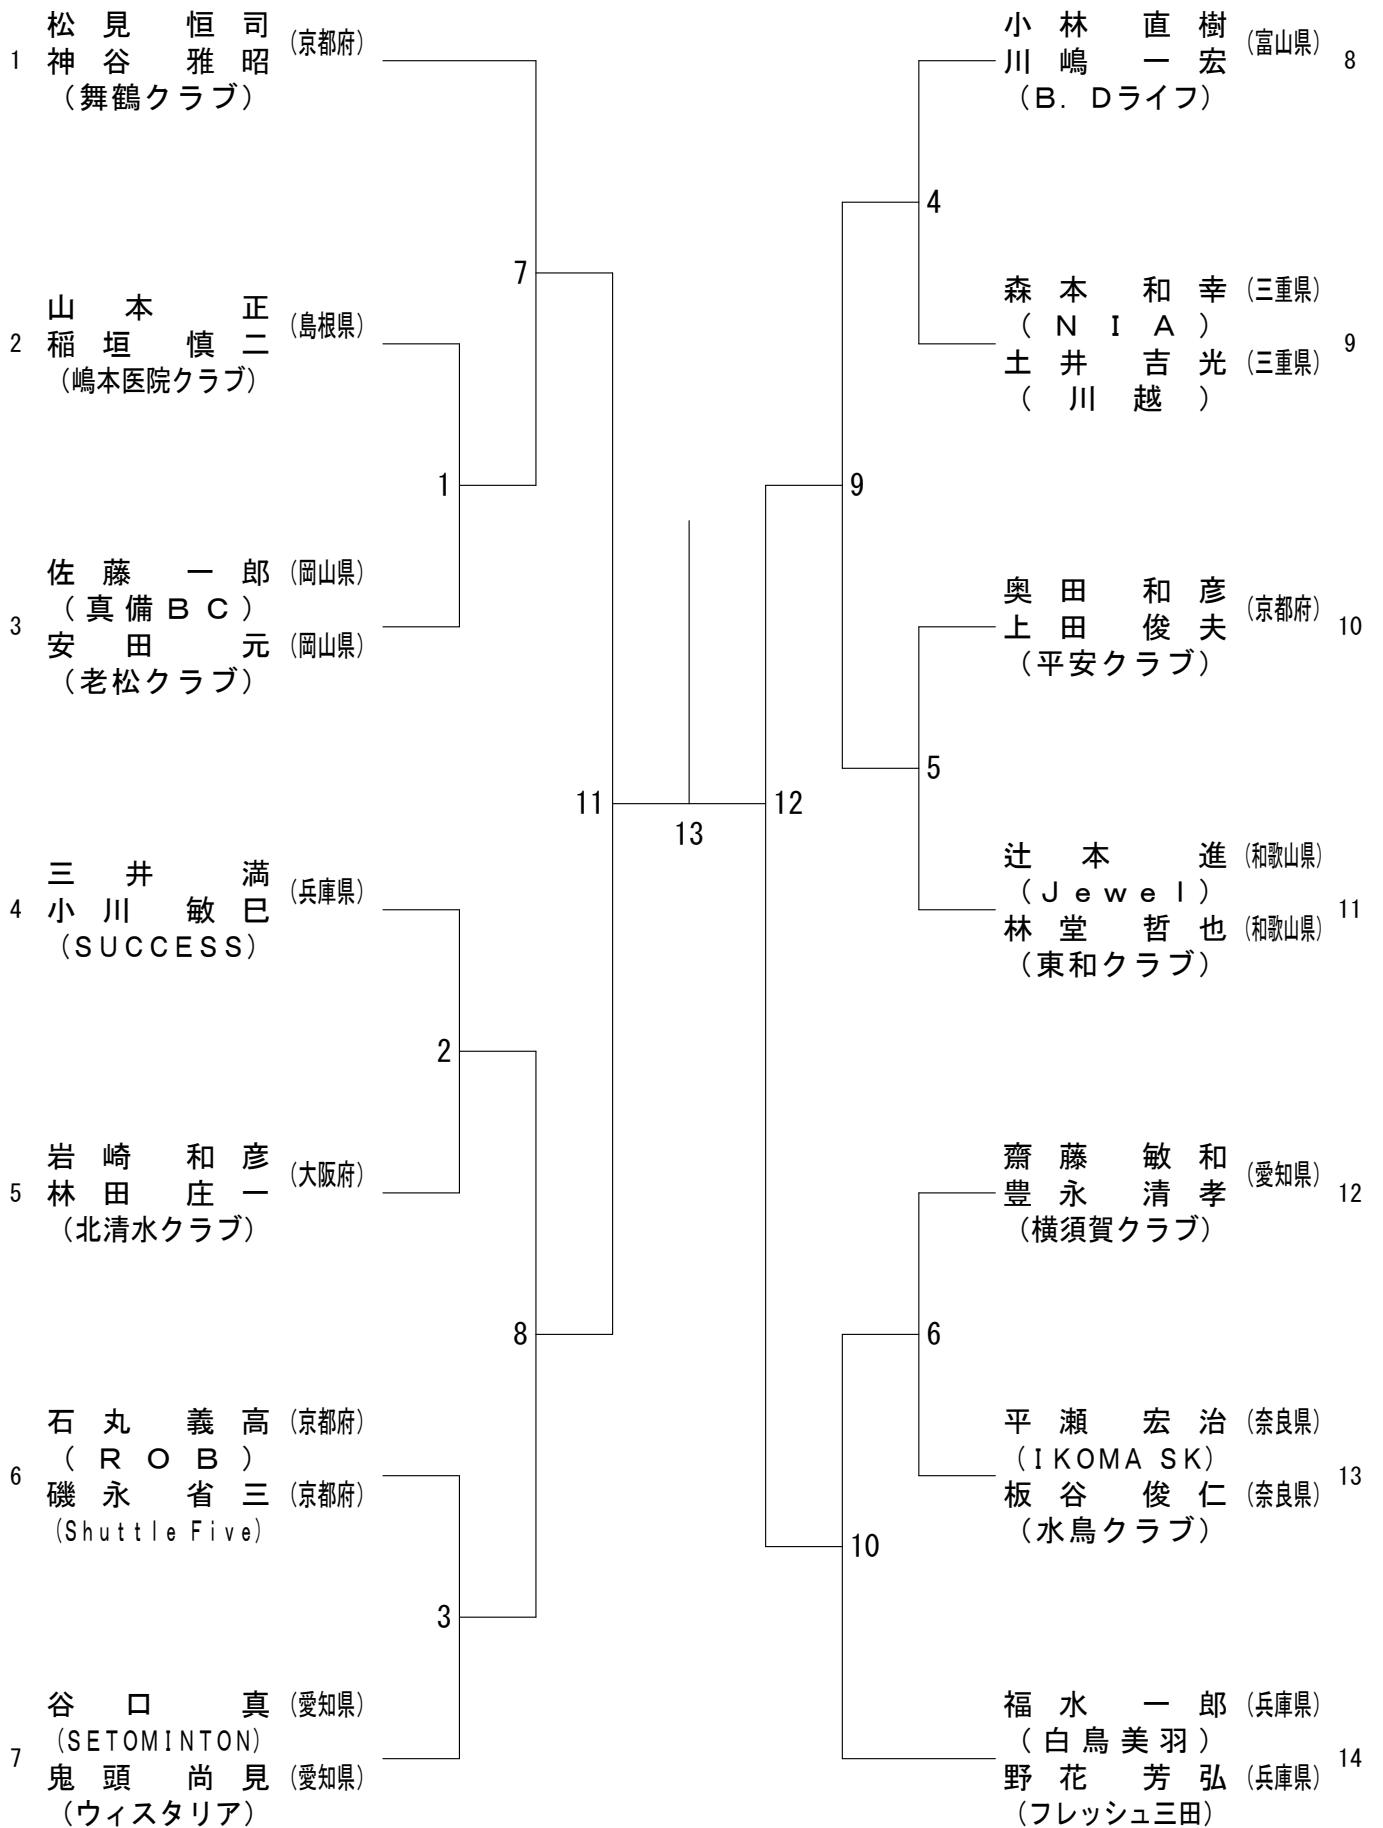 松見 恒司 (京都府)
1 神谷 雅昭
(舞鶴クラブ)
7
山本 正 (島根県)
2 稲垣 慎二
(嶋本医院クラブ)
1
佐藤 一郎 (岡山県)
(真備BC)
3 安田 元 (岡山県)
(老松クラブ)
11
三井 満 (兵庫県)
4 小川 敏巳
(SUCCESS)
2
岩崎 和彦 (大阪府)
5 林田 庄一
(北清水クラブ)
8
石丸 義高 (京都府)
(ROB)
6 磯永 省三 (京都府)
(Shuttle Five)
3
谷口 真 (愛知県)
(SETOMINTON)
7 鬼頭 尚見 (愛知県)
(ウィスタリア)
13
小林 直樹 (富山県)
川嶋 一宏 8
(B. Dライフ)
4
森本 和幸 (三重県)
(NIA) 9
土井 吉光 (三重県)
(川越)
9
奥田 和彦 (京都府)
上田 俊夫 10
(平安クラブ)
5
12
辻本 進 (和歌山県)
(Jewel) 11
林堂 哲也 (和歌山県)
(東和クラブ)
齋藤 敏和 (愛知県)
豊永 清孝 12
(横須賀クラブ)
6
平瀬 宏治 (奈良県)
(IKOMA SK) 13
板谷 俊仁 (奈良県)
(水鳥クラブ)
10
福水 一郎 (兵庫県)
(白鳥美羽) 14
野花 芳弘 (兵庫県)
(フレッシュ三田)